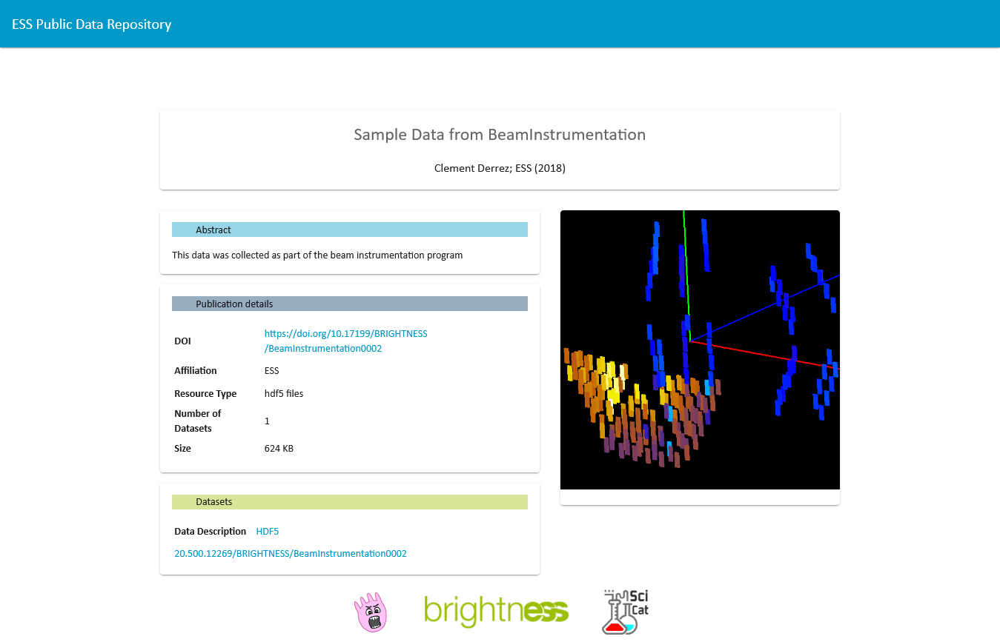 ESS Public Data Repository
Sample Data from BeamInstrumentation
Clement Derrez; ESS (2018)
Abstract
This data was collected as part of the beam instrumentation program
Publication details
DOI https://doi.org/10.17199/BRIGHTNESS
/BeamInstrumentation0002
Affiliation ESS
Resource Type hdf5 files
Number of
Datasets 1
Size 624 KB
Datasets
Data Description HDF5
20.500.12269/BRIGHTNESS/BeamInstrumentation0002
brightness
Sci
Cat